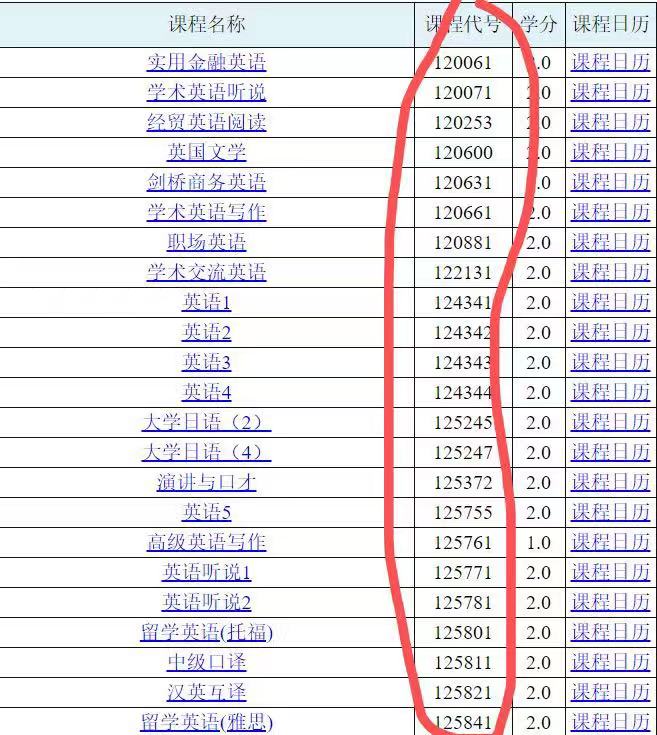 课程名称 课程代号 学分 课程日历
实用金融英语 120061 .0 课程日历
学术英语听说 120071 2.0 课程日历
经贸英语阅读 120253 2.0 课程日历
英国文学 120600 2.0 课程日历
剑桥商务英语 120631 .0 课程日历
学术英语写作 120661 2.0 课程日历
职场英语 120881 2.0 课程日历
学术交流英语 122131 2.0 课程日历
英语1 124341 2.0 课程日历
英语2 124342 2.0 课程日历
英语3 124343 2.0 课程日历
英语4 124344 2.0 课程日历
大学日语（2） 125245 2.0 课程日历
大学日语（4） 125247 2.0 课程日历
演讲与口才 125372 2.0 课程日历
英语5 125755 2.0 课程日历
高级英语写作 125761 1.0 课程日历
英语听说1 125771 2.0 课程日历
英语听说2 125781 2.0 课程日历
留学英语(托福) 125801 2.0 课程日历
中级口译 125811 2.0 课程日历
汉英互译 125821 2.0 课程日历
留学英语(雅思) 125841 2.0 课程日历